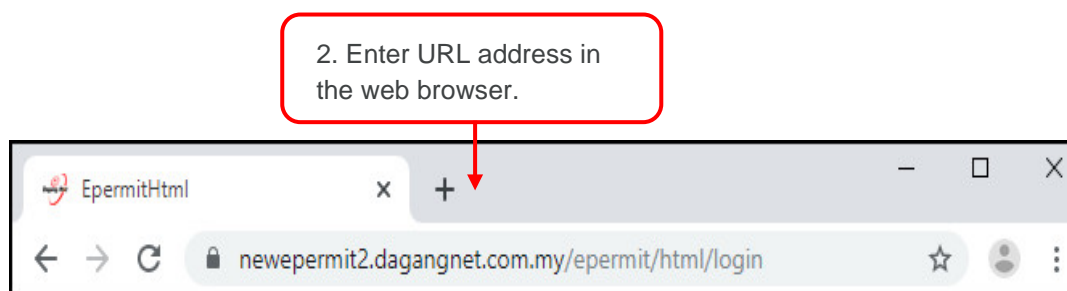 2. Enter URL address in
the web browser.
EpermitHtml
newepermit2.dagangnet.com.my/epermit/html/login